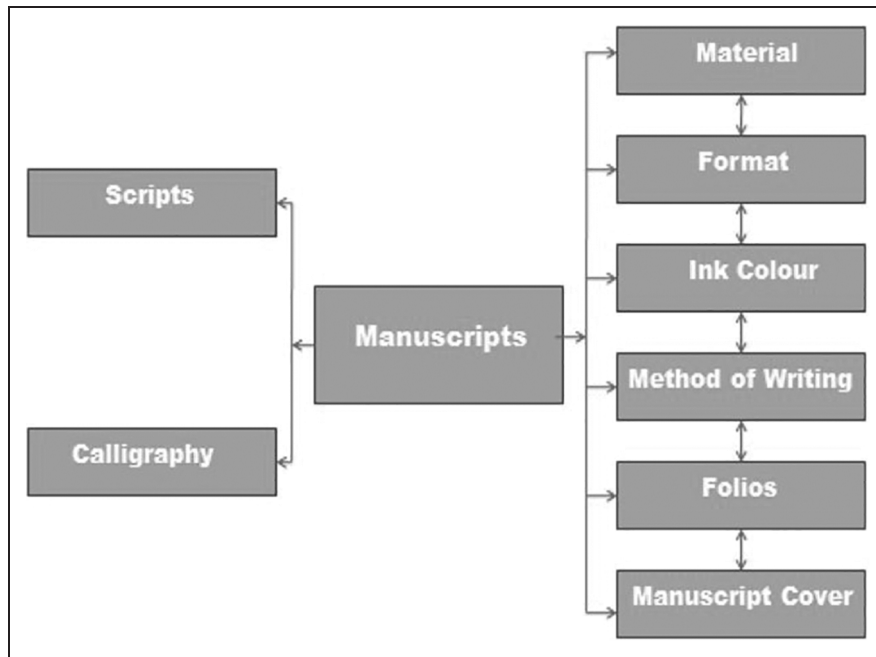 Material
Format
Scripts
Ink Colour
Manuscripts
Method of Writing
Calligraphy
Folios
Manuscript Cover